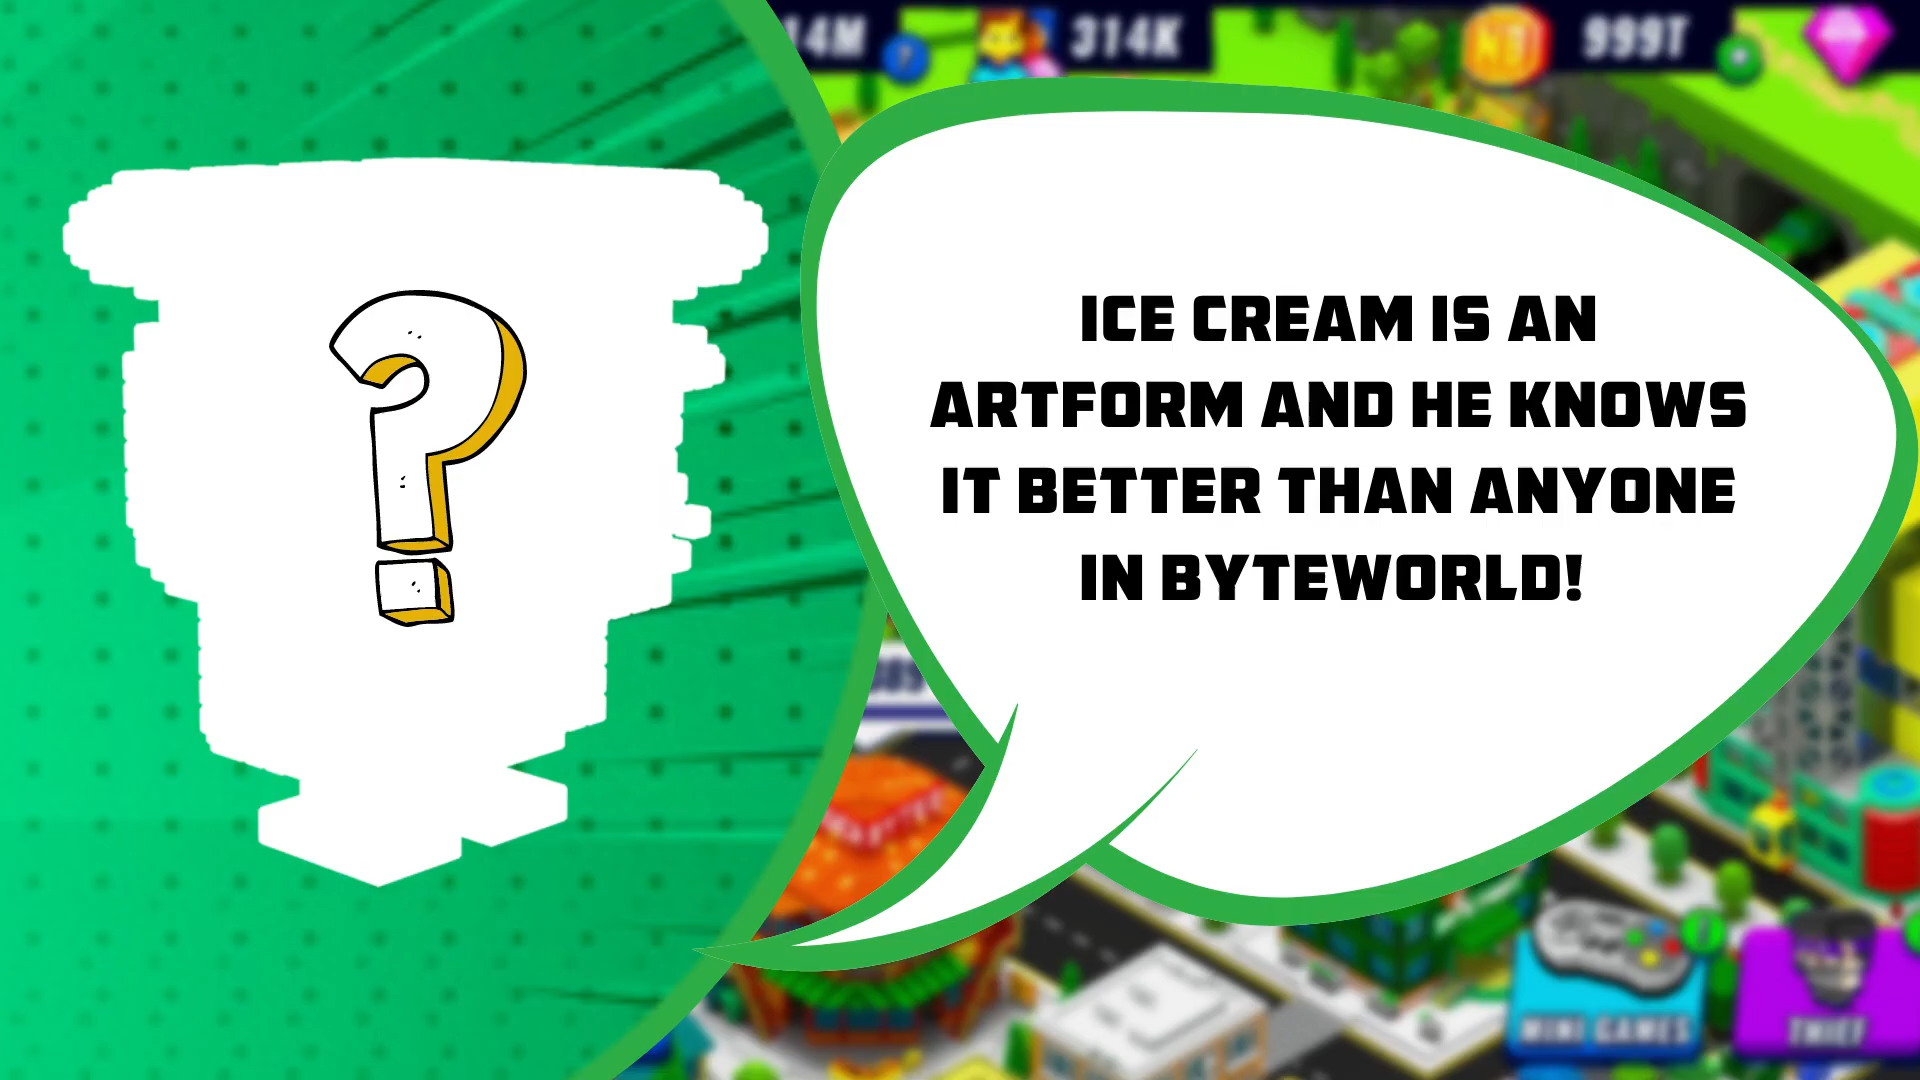 14M
314K
999T
ICE CREAM IS AN
ARTFORM AND HE KNOWS
IT BETTER THAN ANYONE
IN BYTEWORLD!
MINI GAMES
THIEF